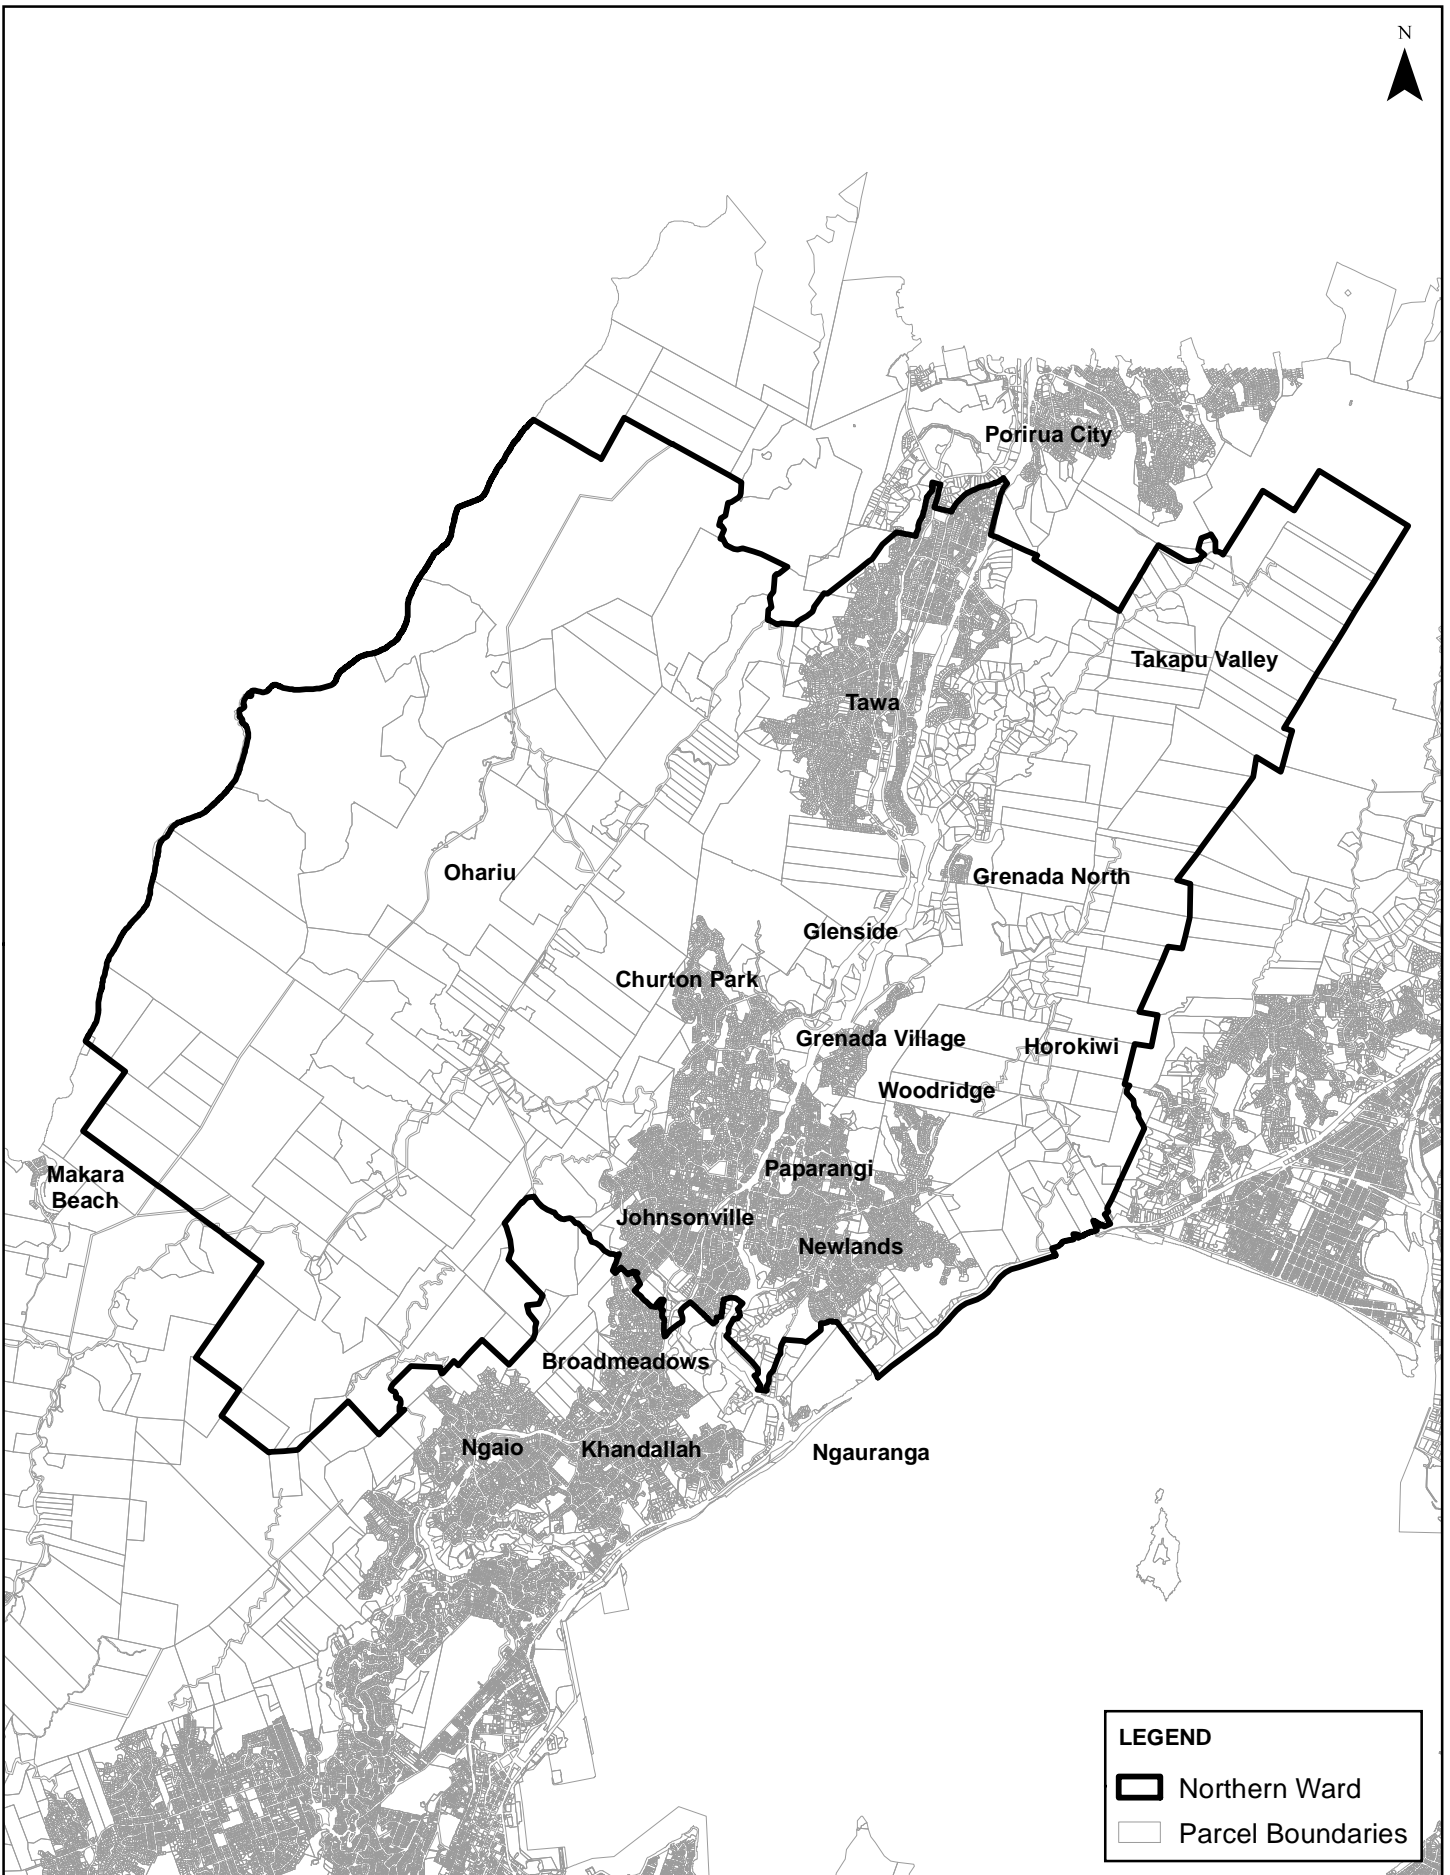 N
Porirua City
Takapu Valley
Tawa
Ohariu
Grenada North
Glenside
Churton Park
Grenada Village
Horokiwi
Woodridge
Makara
Beach
Paparangi
Johnsonville
Newlands
Broadmeadows
Ngaio
Khandallah
Ngauranga
LEGEND
Northern Ward
Parcel Boundaries